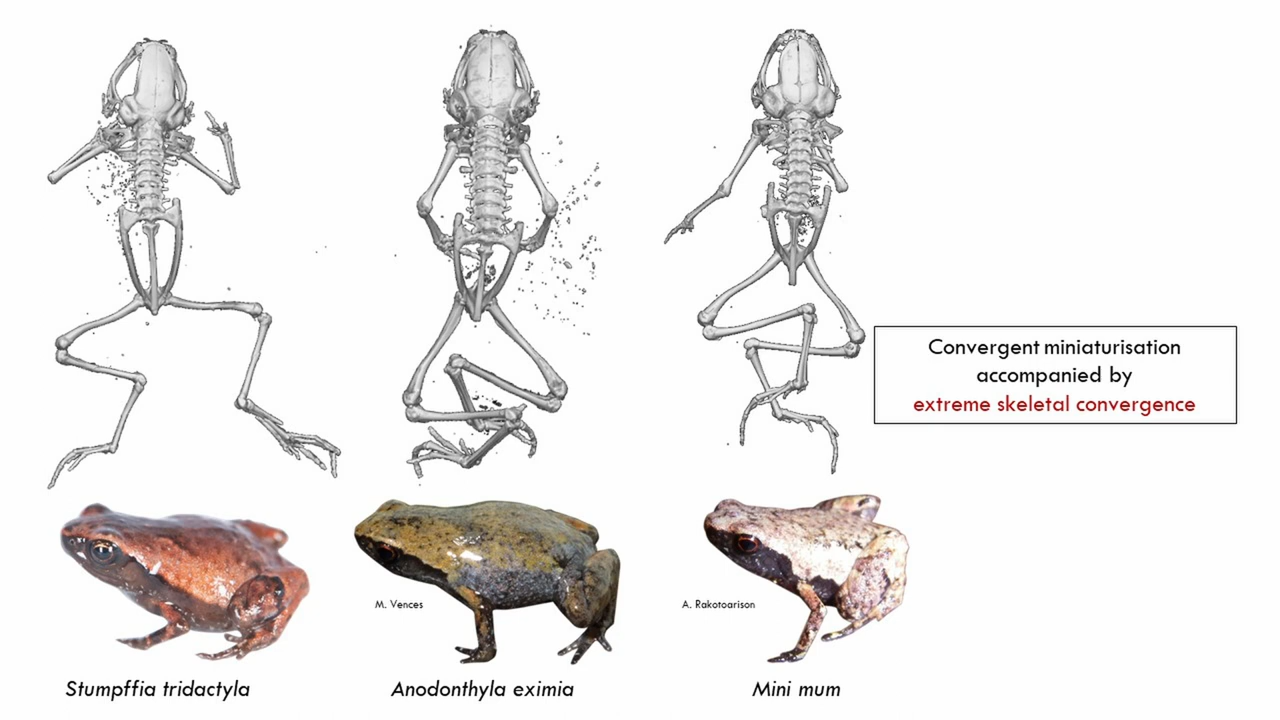 Convergent miniaturisation
accompanied by
extreme skeletal convergence
M. Vences
A. Rakotoarison
Stumpffia tridactyla
Anodonthyla eximia
Mini mum